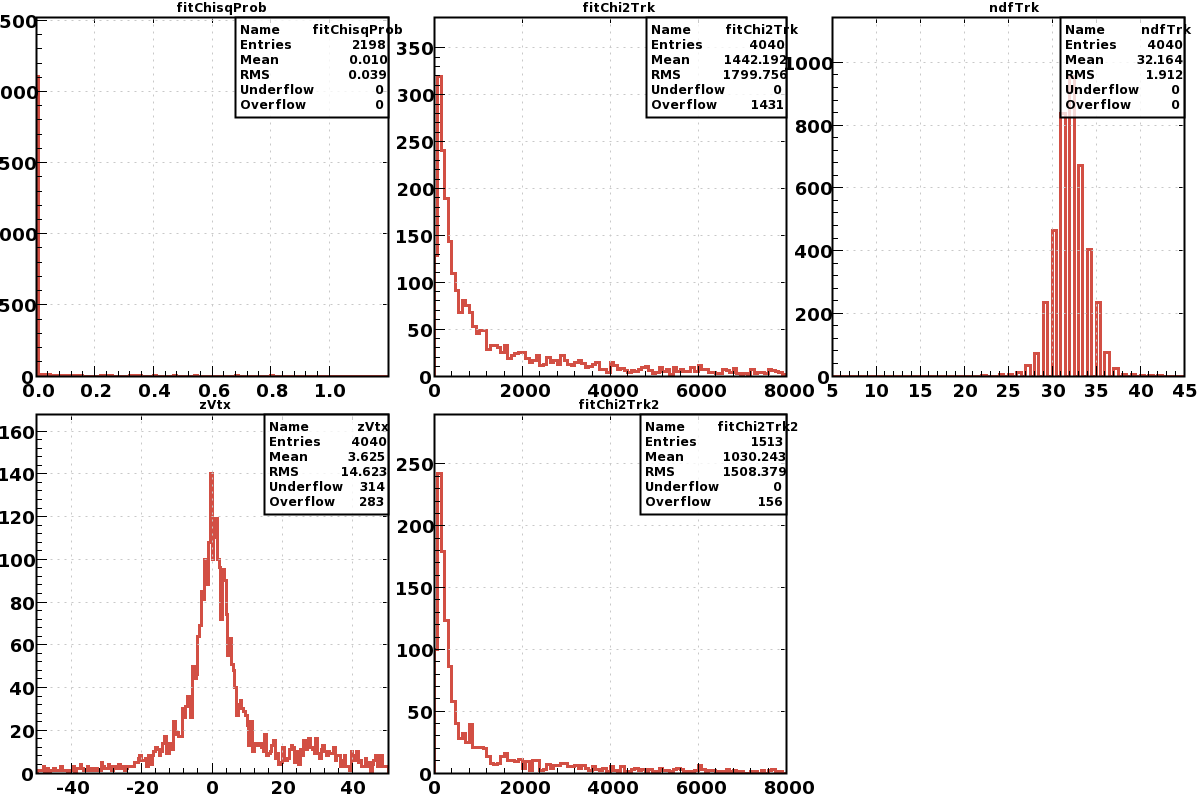 fitChisqProb
Name fitChisqProb
Entries 2198
Mean 0.010
RMS 0.039
Underflow 0
Overflow 0
500
000
500
000
500
0
0.0 0.2 0.4 0.6 0.8 1.0
fitChi2Trk
Name fitChi2Trk
Entries 4040
Mean 1442.192
RMS 1799.756
Underflow 0
Overflow 1431
350
300
250
200
150
100
50
0
0 2000 4000 6000 8000
ndfTrk
Name ndfTrk
Entries 4040
Mean 32.164
RMS 1.912
Underflow 0
Overflow 0
1000
800
600
400
200
0
5 10 15 20 25 30 35 40 45
zVtx
Name zVtx
Entries 4040
Mean 3.625
RMS 14.623
Underflow 314
Overflow 283
160
140
120
100
80
60
40
20
0
-40 -20 0 20 40
fitChi2Trk2
Name fitChi2Trk2
Entries 1513
Mean 1030.243
RMS 1508.379
Underflow 0
Overflow 156
250
200
150
100
50
0
0 2000 4000 6000 8000